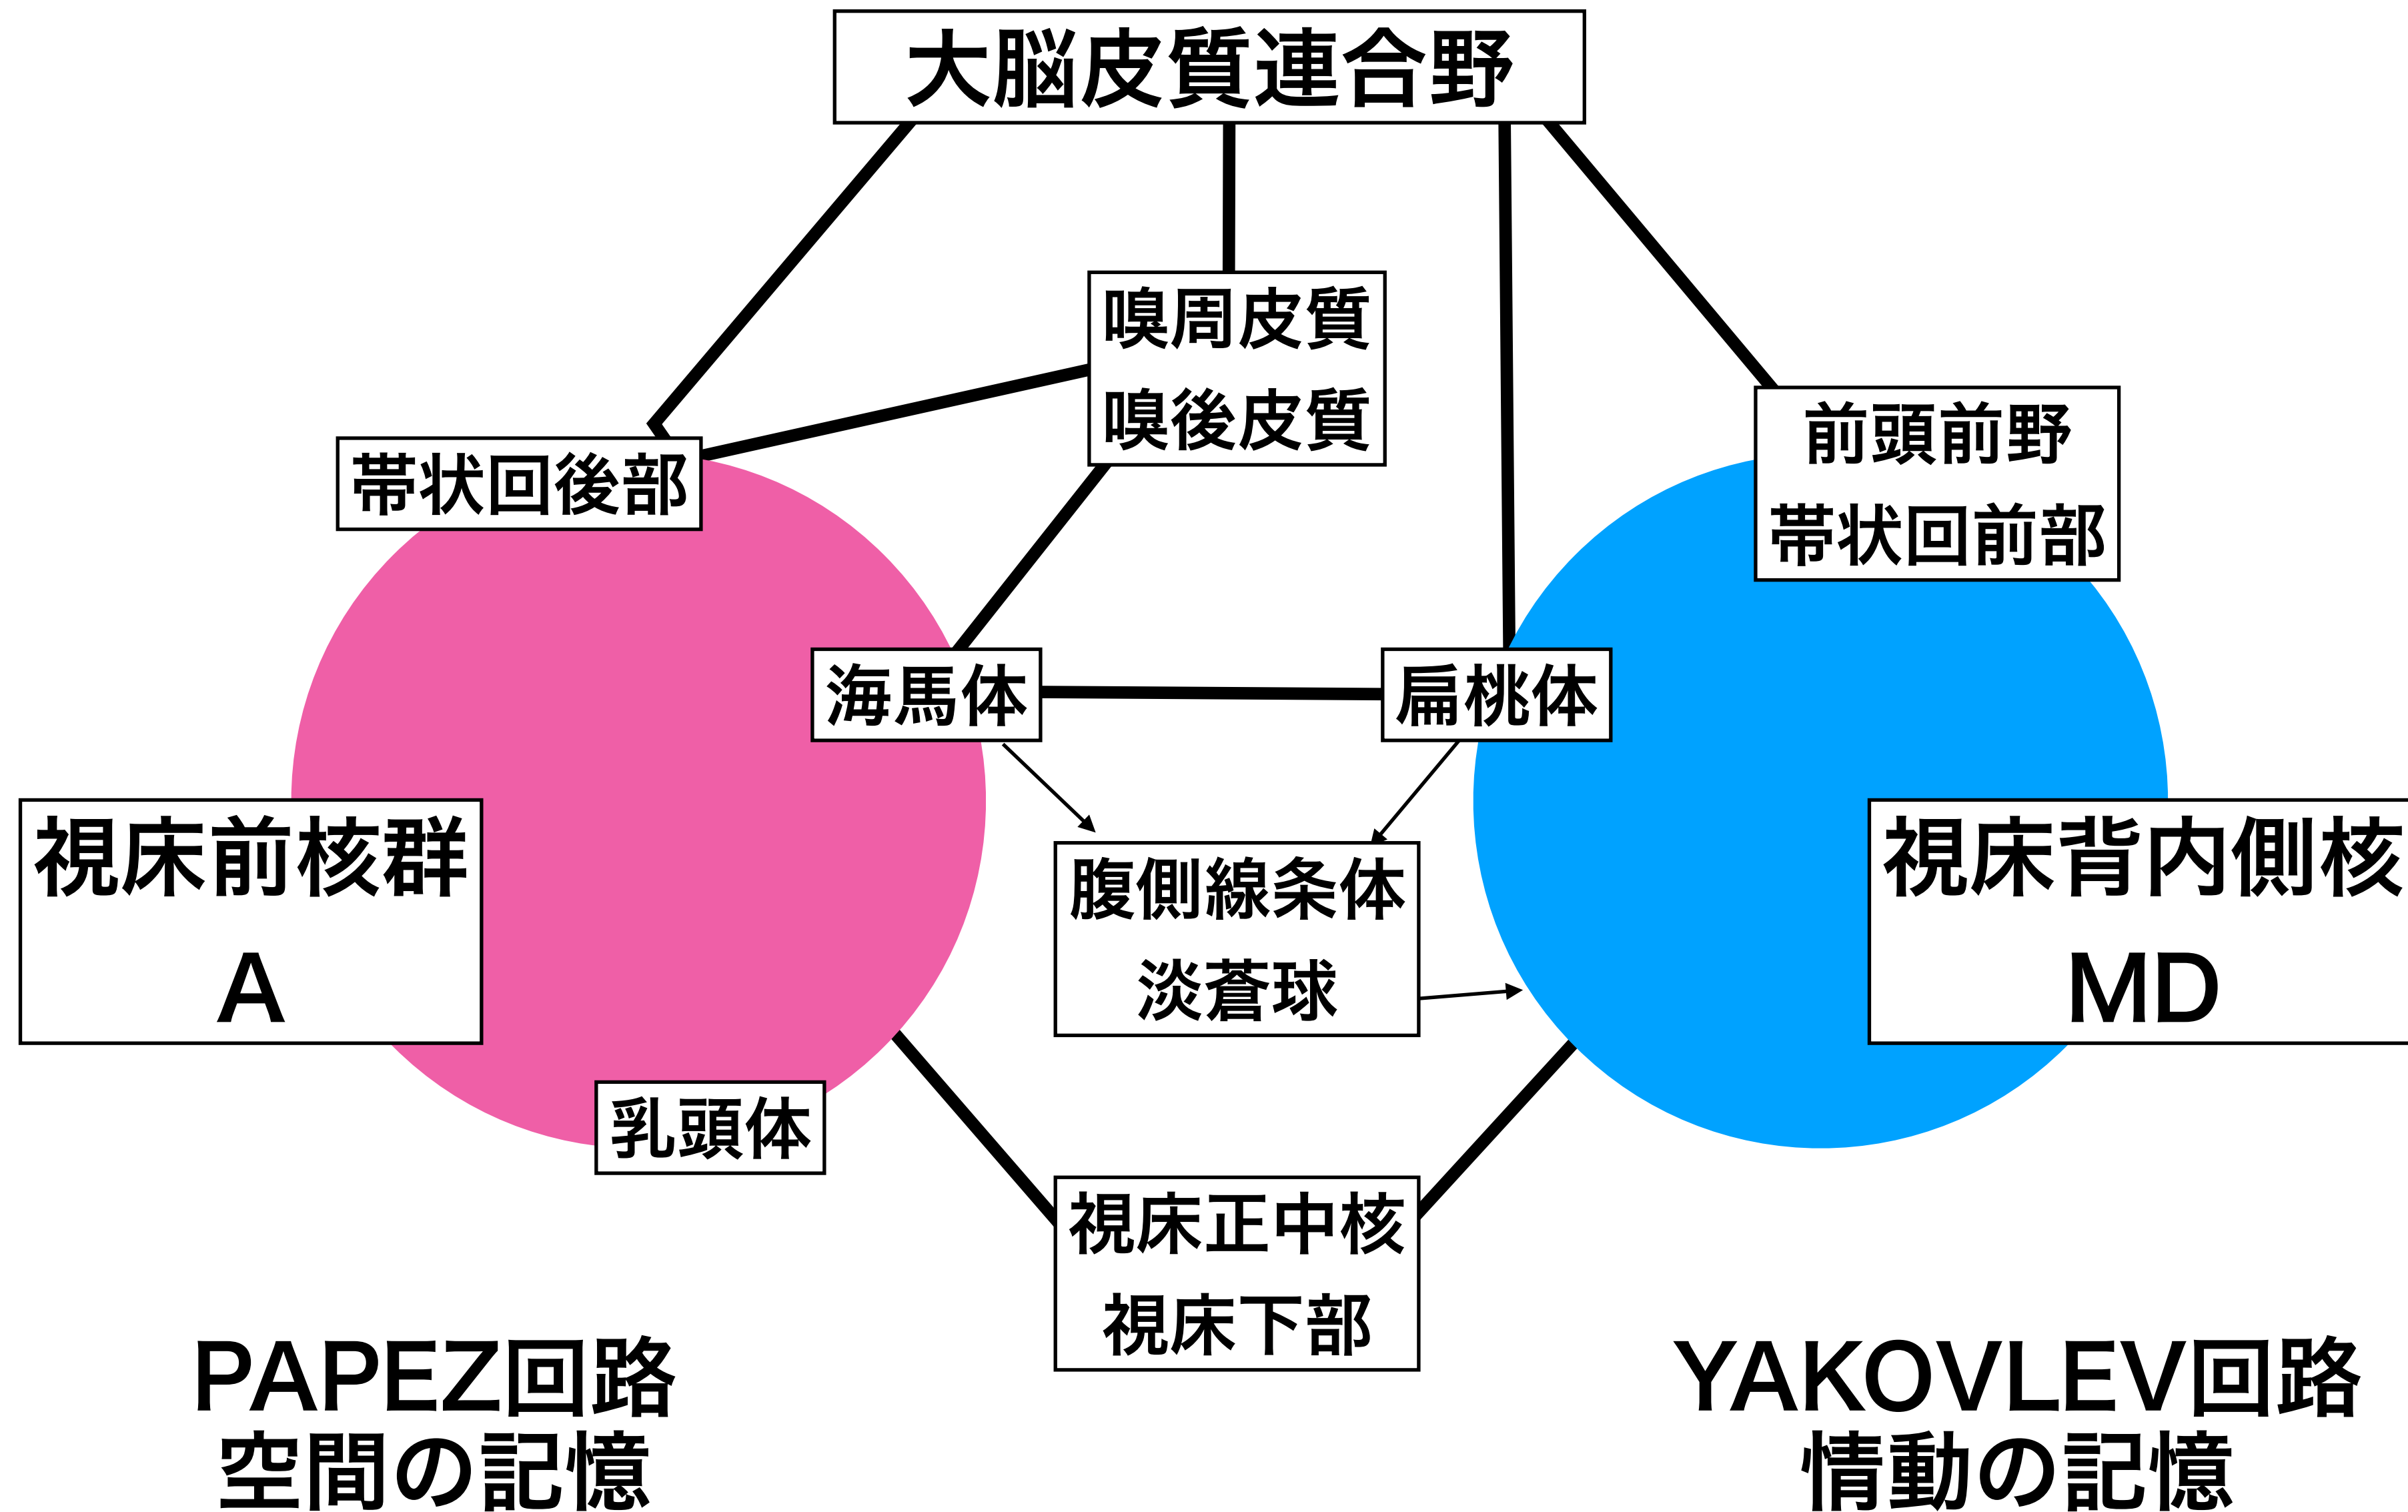 大脳皮質連合野
嗅周皮質
嗅後皮質
前頭前野
帯状回前部
帯状回後部
海馬体
扁桃体
視床前核群
A
腹側線条体
淡蒼球
視床背内側核
MD
乳頭体
視床正中核
視床下部
PAPEZ回路
空間の記憶
YAKOVLEV回路
情動の記憶